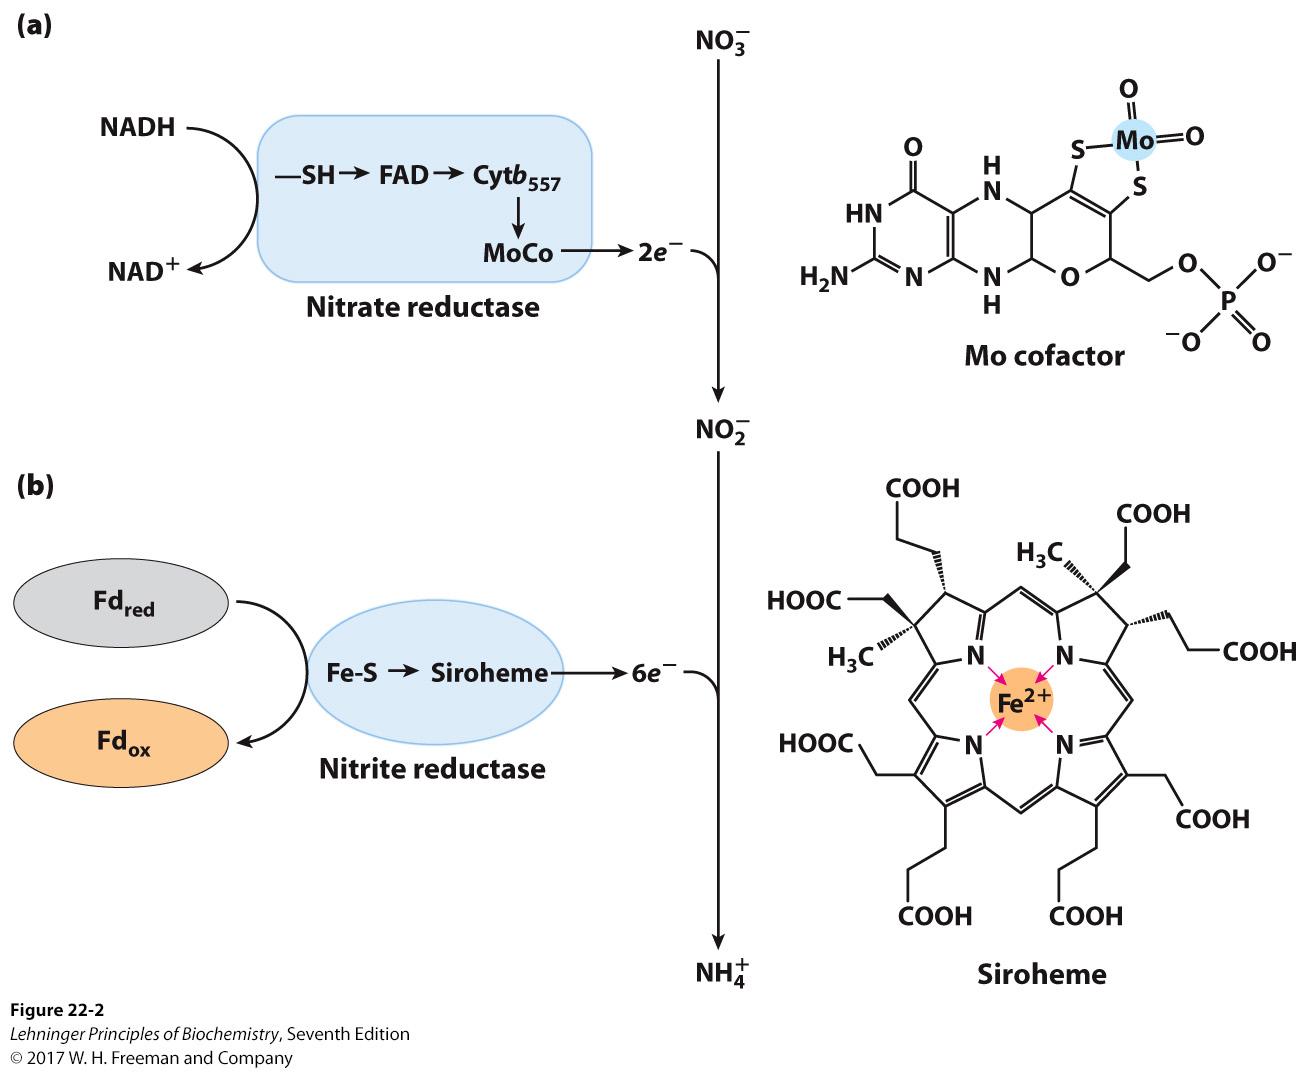 (a)
NO₃⁻
NADH
—SH → FAD → Cytb₅₅₇
MoCo → 2e⁻
NAD⁺
Nitrate reductase
O
Mo
O
S
S
O
H
N
HN
H₂N
N
N
H
O
O
O⁻
P
⁻O
O
Mo cofactor
NO₂⁻
(b)
Fd_red
Fe-S → Siroheme → 6e⁻
Fd_ox
Nitrite reductase
COOH
COOH
H₃C
HOOC
H₃C
COOH
N
N
Fe²⁺
N
N
HOOC
COOH
COOH
COOH
Siroheme
NH₄⁺
Figure 22-2
Lehninger Principles of Biochemistry, Seventh Edition
© 2017 W. H. Freeman and Company